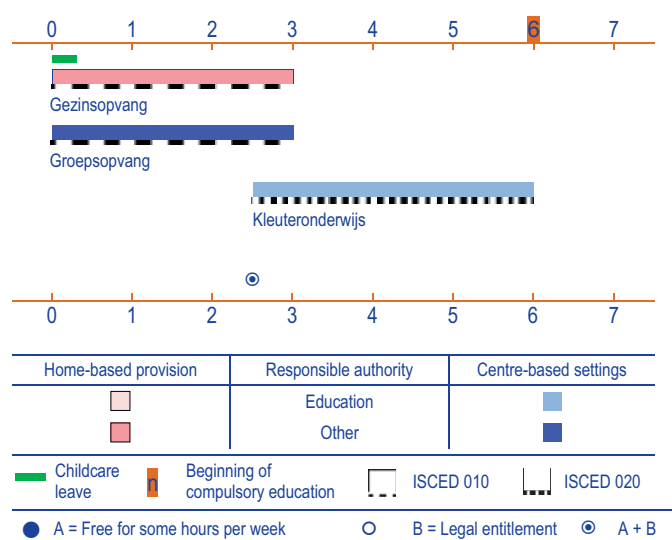 0 1 2 3 4 5 6 7
Gezinsopvang
Groepsopvang
Kleuteronderwijs
0 1 2 3 4 5 6 7
Home-based provision Responsible authority Centre-based settings
Education
Other
Childcare leave
n Beginning of compulsory education
ISCED 010
ISCED 020
A = Free for some hours per week B = Legal entitlement A + B